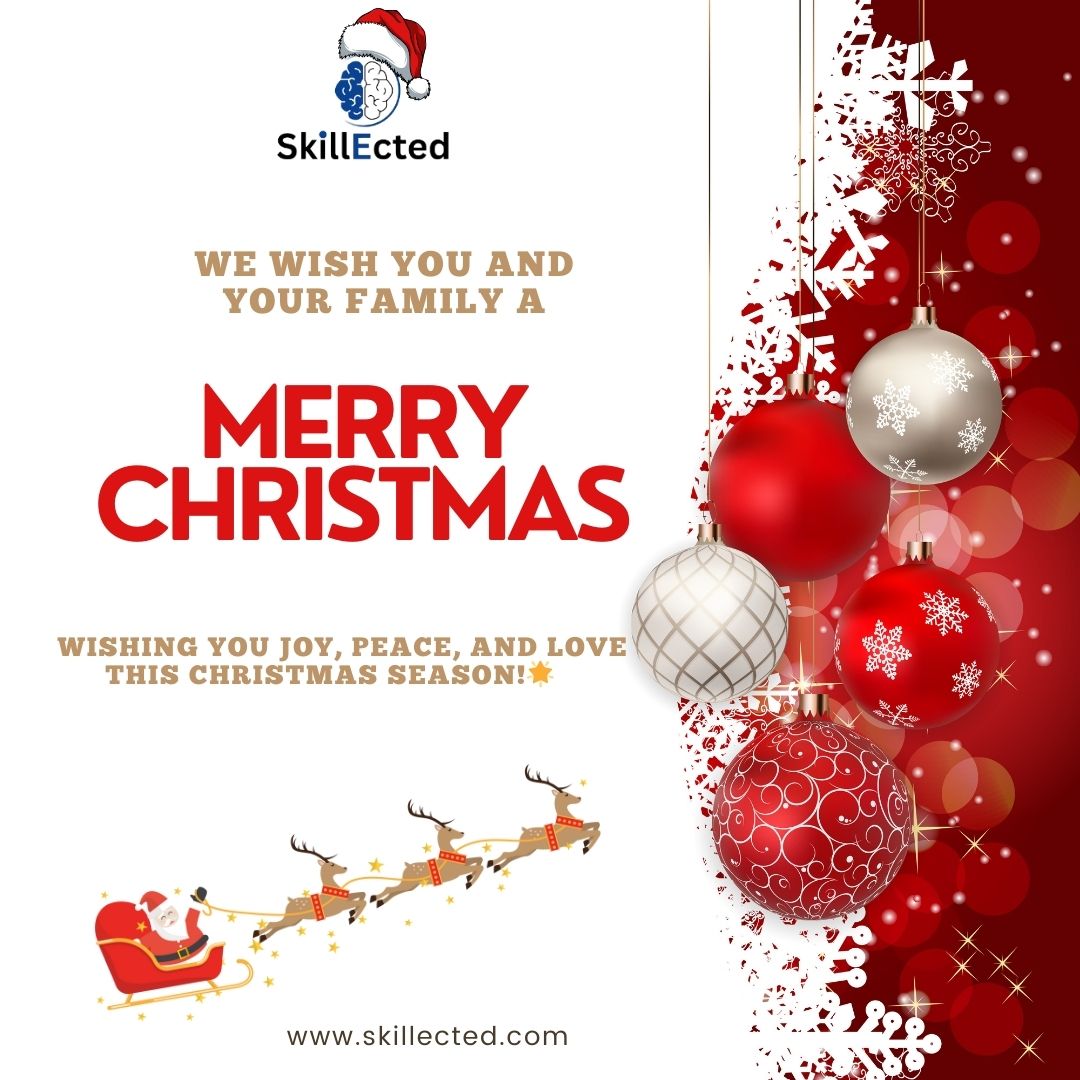 SkillEcted
WE WISH YOU AND
YOUR FAMILY A
MERRY
CHRISTMAS
WISHING YOU JOY, PEACE, AND LOVE
THIS CHRISTMAS SEASON!🌟
www.skillected.com